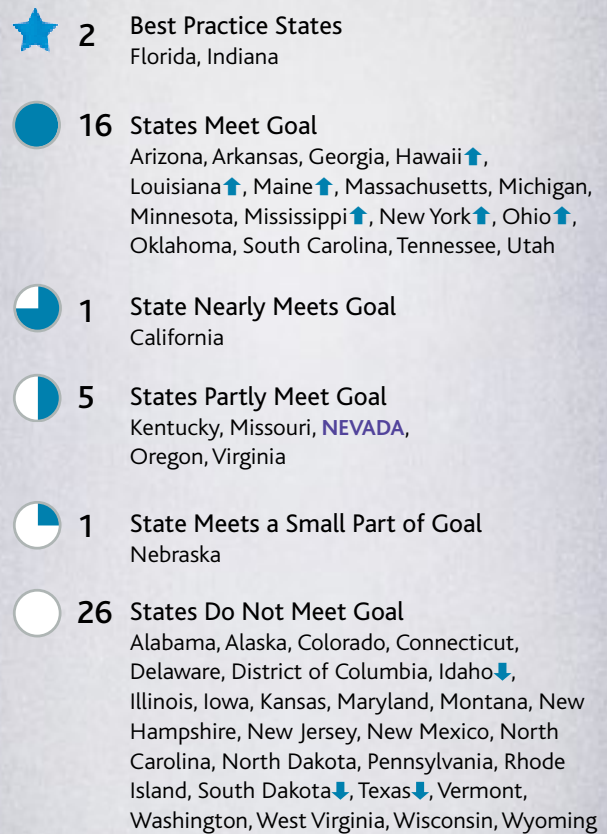 2 Best Practice States
Florida, Indiana
16 States Meet Goal
Arizona, Arkansas, Georgia, Hawaii⬆,
Louisiana⬆, Maine⬆, Massachusetts, Michigan,
Minnesota, Mississippi⬆, New York⬆, Ohio⬆,
Oklahoma, South Carolina, Tennessee, Utah
1 State Nearly Meets Goal
California
5 States Partly Meet Goal
Kentucky, Missouri, NEVADA,
Oregon, Virginia
1 State Meets a Small Part of Goal
Nebraska
26 States Do Not Meet Goal
Alabama, Alaska, Colorado, Connecticut,
Delaware, District of Columbia, Idaho⬇,
Illinois, Iowa, Kansas, Maryland, Montana, New
Hampshire, New Jersey, New Mexico, North
Carolina, North Dakota, Pennsylvania, Rhode
Island, South Dakota⬇, Texas⬇, Vermont,
Washington, West Virginia, Wisconsin, Wyoming